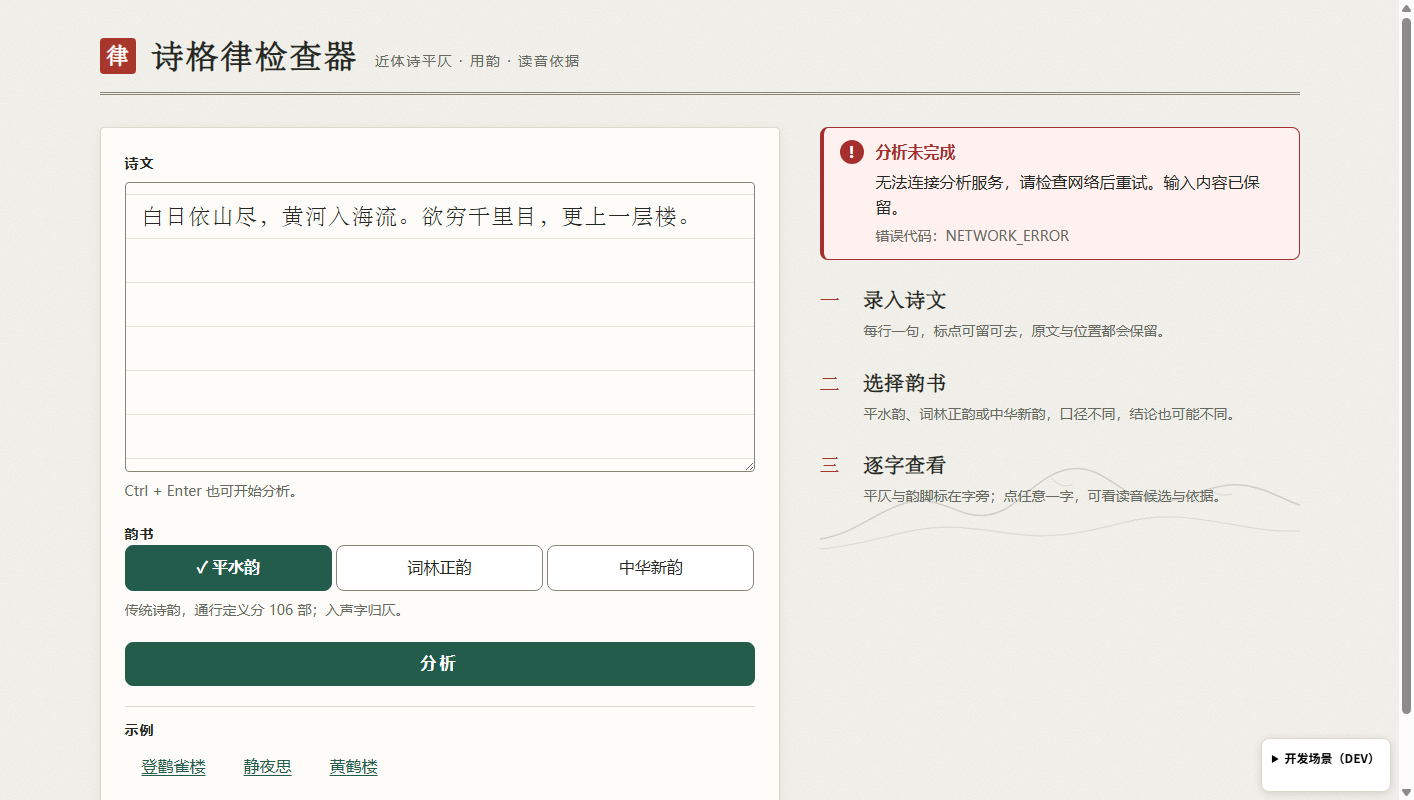 律 诗格律检查器 近体诗平仄 · 用韵 · 读音依据
诗文
白日依山尽，黄河入海流。欲穷千里目，更上一层楼。
Ctrl + Enter 也可开始分析。
韵书
✓ 平水韵 词林正韵 中华新韵
传统诗韵，通行定义分 106 部；入声字归仄。
分析
示例
登鸛雀楼 静夜思 黄鹤楼
! 分析未完成
无法连接分析服务，请检查网络后重试。输入内容已保
留。
错误代码：NETWORK_ERROR
一 录入诗文
每行一句，标点可留可去，原文与位置都会保留。
二 选择韵书
平水韵、词林正韵或中华新韵，口径不同，结论也可能不同。
三 逐字查看
平仄与韵脚标在字旁；点任意一字，可看读音候选与依据。
▶ 开发场景（DEV）